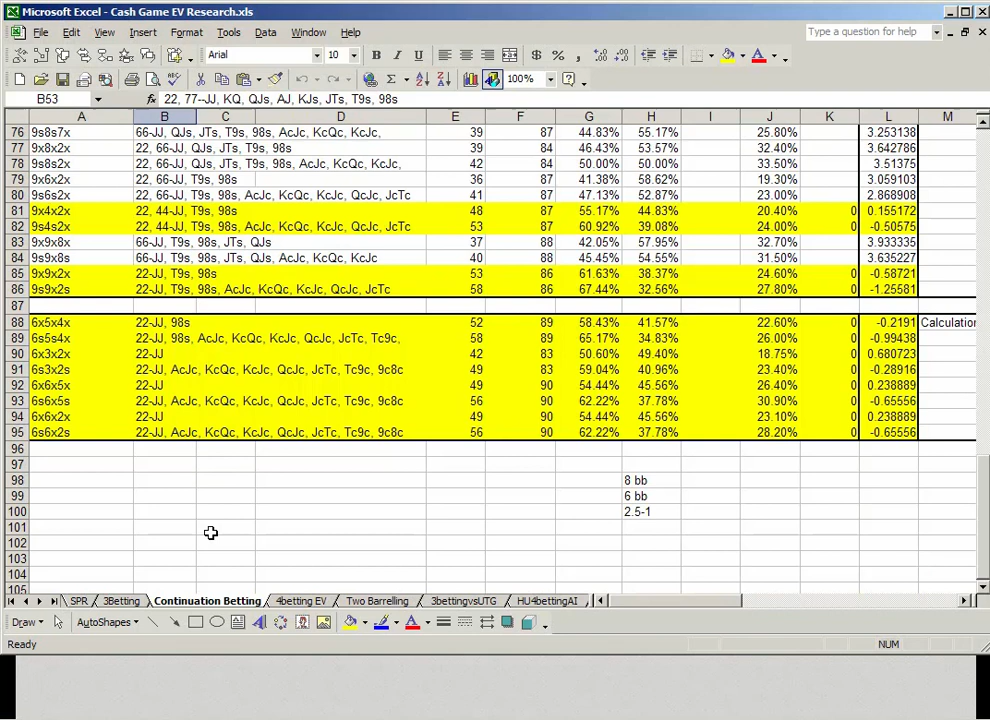 Microsoft Excel - Cash Game EV Research.xls
File Edit View Insert Format Tools Data Window Help Type a question for help
Arial 10 B I U $ % ,
100%
B53 fx 22, 77--JJ, KQ, QJs, AJ, KJs, JTs, T9s, 98s
A B C D E F G H I J K L M
76 9s8s7x 66-JJ, QJs, JTs, T9s, 98s, AcJc, KcQc, KcJc, 39 87 44.83% 55.17% 25.80% 3.253138
77 9x8x2x 22, 66-JJ, QJs, JTs, T9s, 98s 39 84 46.43% 53.57% 32.40% 3.642786
78 9s8s2x 22, 66-JJ, QJs, JTs, T9s, 98s, AcJc, KcQc, KcJc, 42 84 50.00% 50.00% 33.50% 3.51375
79 9x6x2x 22, 66-JJ, T9s, 98s 36 87 41.38% 58.62% 19.30% 3.059103
80 9s6s2x 22, 66-JJ, T9s, 98s, AcJc, KcQc, KcJc, QcJc, JcTc 41 87 47.13% 52.87% 23.00% 2.868908
81 9x4x2x 22, 44-JJ, T9s, 98s 48 87 55.17% 44.83% 20.40% 0 0.155172
82 9s4s2x 22, 44-JJ, T9s, 98s, AcJc, KcQc, KcJc, QcJc, JcTc 53 87 60.92% 39.08% 24.00% 0 -0.50575
83 9x9x8x 66-JJ, T9s, 98s, JTs, QJs 37 88 42.05% 57.95% 32.70% 3.933335
84 9s9x8s 66-JJ, T9s, 98s, JTs, QJs, AcJc, KcQc, KcJc 40 88 45.45% 54.55% 31.50% 3.635227
85 9x9x2x 22-JJ, T9s, 98s 53 86 61.63% 38.37% 24.60% 0 -0.58721
86 9s9x2s 22-JJ, T9s, 98s, AcJc, KcQc, KcJc, QcJc, JcTc 58 86 67.44% 32.56% 27.80% 0 -1.25581
87
88 6x5x4x 22-JJ, 98s 52 89 58.43% 41.57% 22.60% 0 -0.2191 Calculation
89 6s5s4x 22-JJ, 98s, AcJc, KcQc, KcJc, QcJc, JcTc, Tc9c, 58 89 65.17% 34.83% 26.00% 0 -0.99438
90 6x3x2x 22-JJ 42 83 50.60% 49.40% 18.75% 0 0.680723
91 6s3x2s 22-JJ, AcJc, KcQc, KcJc, QcJc, JcTc, Tc9c, 9c8c 49 83 59.04% 40.96% 23.40% 0 -0.28916
92 6x6x5x 22-JJ 49 90 54.44% 45.56% 26.40% 0 0.238889
93 6s6x5s 22-JJ, AcJc, KcQc, KcJc, QcJc, JcTc, Tc9c, 9c8c 56 90 62.22% 37.78% 30.90% 0 -0.65556
94 6x6x2x 22-JJ 49 90 54.44% 45.56% 23.10% 0 0.238889
95 6s6x2s 22-JJ, AcJc, KcQc, KcJc, QcJc, JcTc, Tc9c, 9c8c 56 90 62.22% 37.78% 28.20% 0 -0.65556
96
97
98 8 bb
99 6 bb
100 2.5-1
101
102
103
104
105
SPR 3Betting Continuation Betting 4betting EV Two Barrelling 3bettingvsUTG HU4bettingAI
Draw AutoShapes
Ready NUM